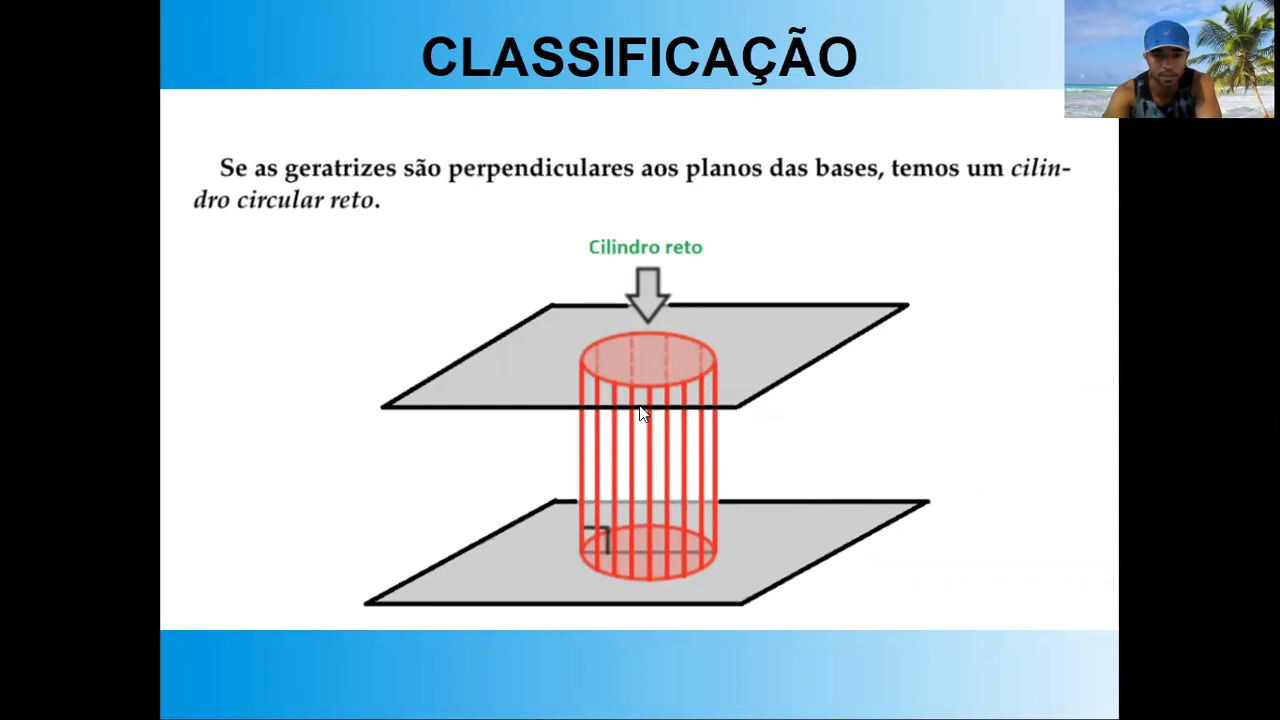 CLASSIFICAÇÃO
Se as geratrizes são perpendiculares aos planos das bases, temos um cilin-
dro circular reto.
Cilindro reto